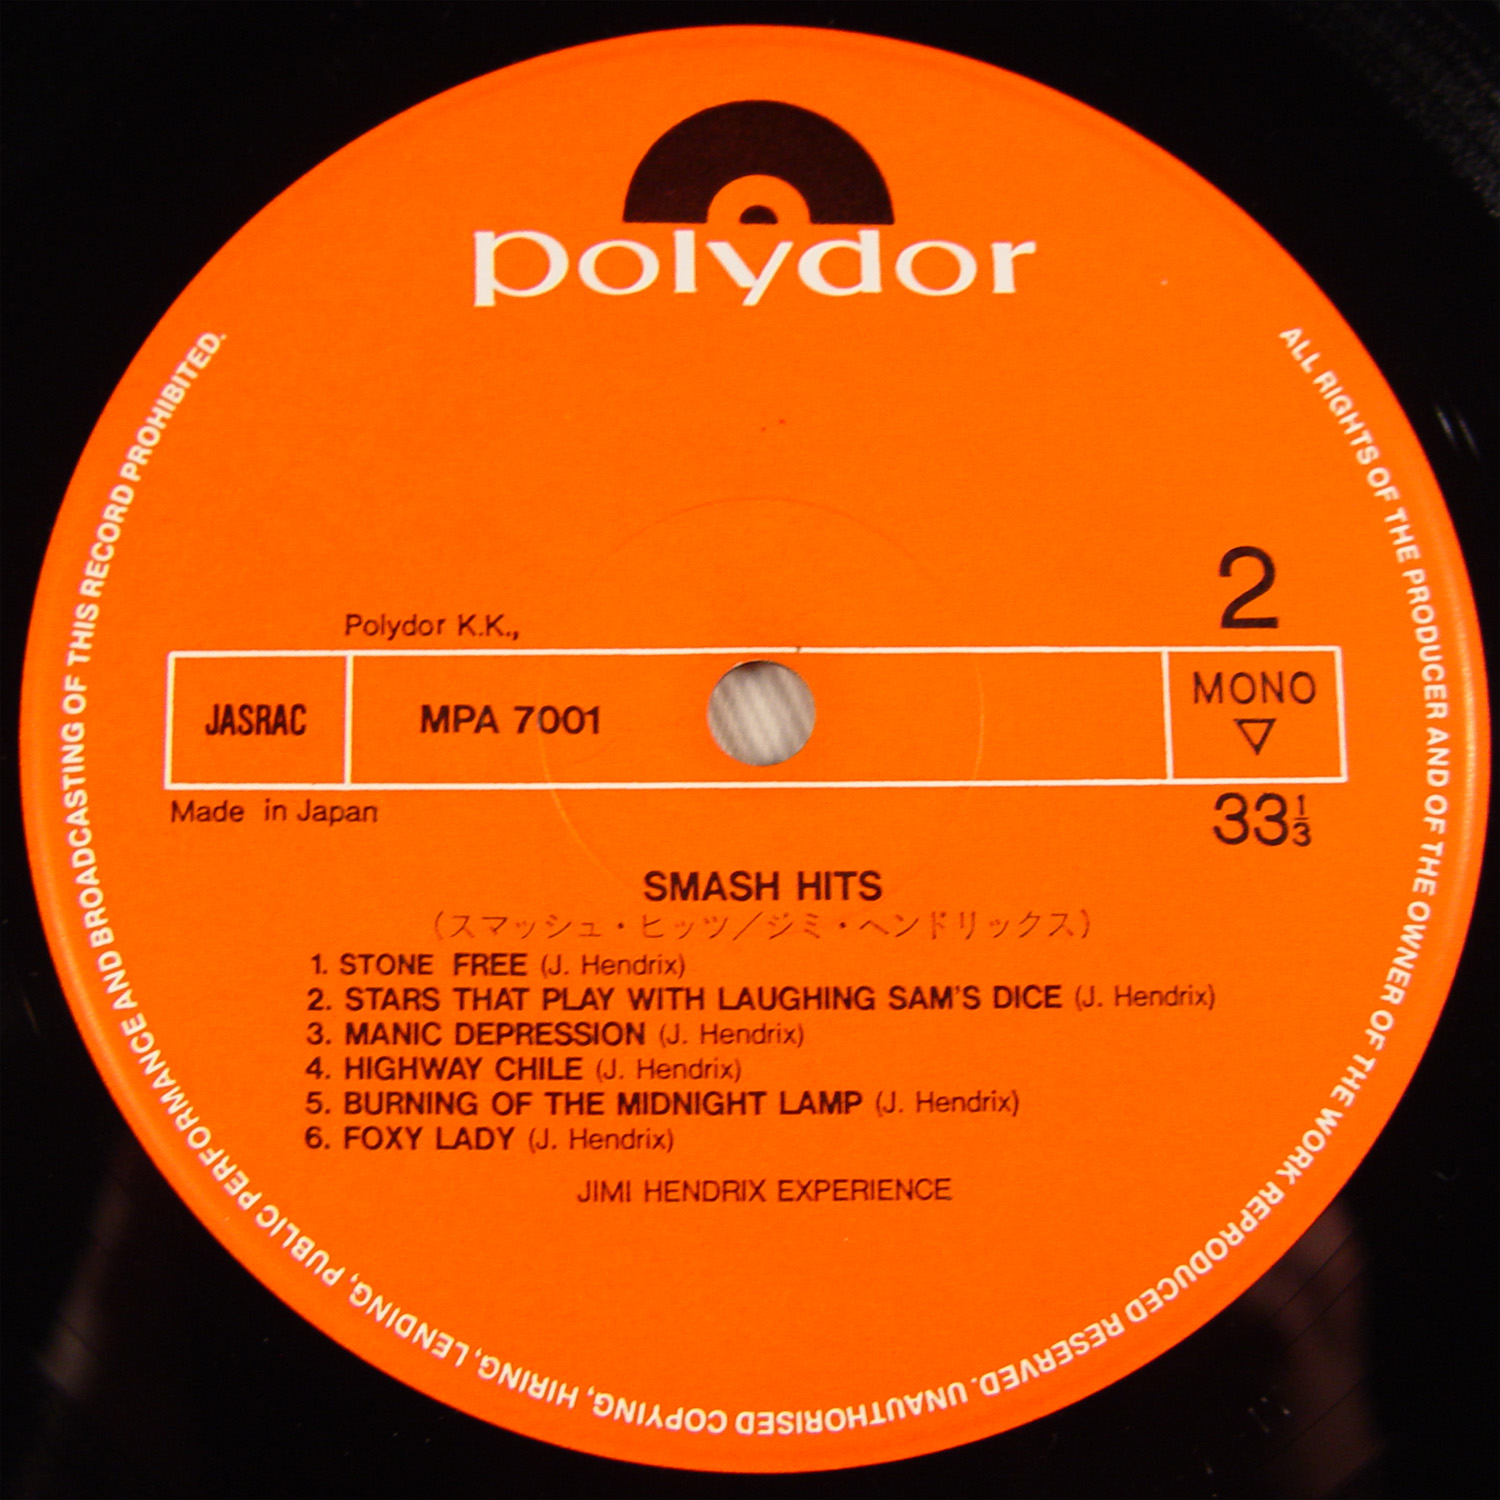 polydor
ALL RIGHTS OF THE PRODUCER AND OF THE OWNER OF THE WORK REPRODUCED RESERVED. UNAUTHORISED COPYING, HIRING, LENDING, PUBLIC PERFORMANCE AND BROADCASTING OF THIS RECORD PROHIBITED.
2
Polydor K.K.,
JASRAC
MPA 7001
MONO
▽
Made in Japan
33 1/3
SMASH HITS
(スマッシュ・ヒッツ／ジミ・ヘンドリックス)
1. STONE FREE (J. Hendrix)
2. STARS THAT PLAY WITH LAUGHING SAM'S DICE (J. Hendrix)
3. MANIC DEPRESSION (J. Hendrix)
4. HIGHWAY CHILE (J. Hendrix)
5. BURNING OF THE MIDNIGHT LAMP (J. Hendrix)
6. FOXY LADY (J. Hendrix)
JIMI HENDRIX EXPERIENCE